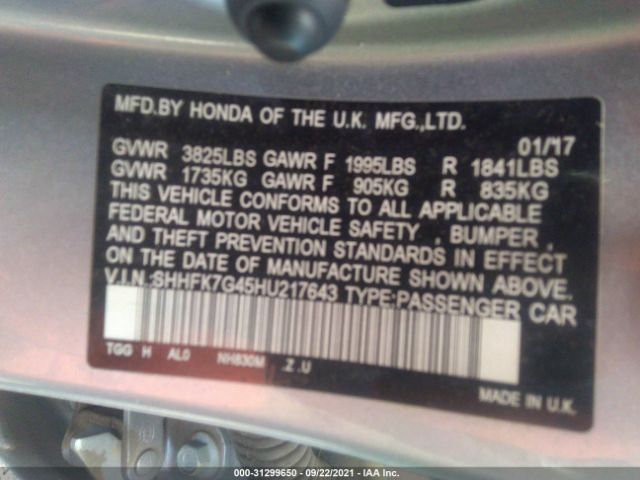 MFD.BY HONDA OF THE U.K. MFG.,LTD.
01/17
GVWR 3825LBS GAWR F 1995LBS R 1841LBS
GVWR 1735KG GAWR F 905KG R 835KG
THIS VEHICLE CONFORMS TO ALL APPLICABLE
FEDERAL MOTOR VEHICLE SAFETY , BUMPER ,
AND THEFT PREVENTION STANDARDS IN EFFECT
ON THE DATE OF MANUFACTURE SHOWN ABOVE.
V.I.N.:SHHFK7G45HU217643 TYPE:PASSENGER CAR
TGG H AL0 NH830M .Z.U
MADE IN U.K.
000-31299650 - 09/22/2021 - IAA Inc.